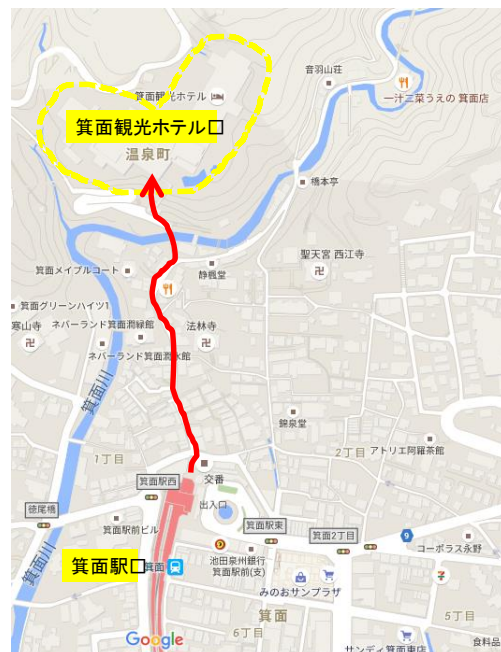 音羽山荘
一汁二菜うえの 箕面店
箕面観光ホテル
箕面観光ホテル□
温泉町
橋本亭
聖天宮 西江寺
静観堂
箕面メイプルコート
箕面グリーンハイツ1
寒山寺
ネバーランド箕面潤緑館
法林寺
ネバーランド箕面潤水館
箕面川
錦泉堂
1丁目
2丁目
アトリエ阿羅茶館
交番
箕面駅西
出入口
徳尾橋
箕面駅前ビル
箕面駅東
箕面2丁目
9
池田泉州銀行
箕面駅前(支)
コーポラス永野
箕面駅□
箕面
みのおサンプラザ
箕面川
箕面
5丁目
6丁目
Google
サンディ箕面東店
食料品